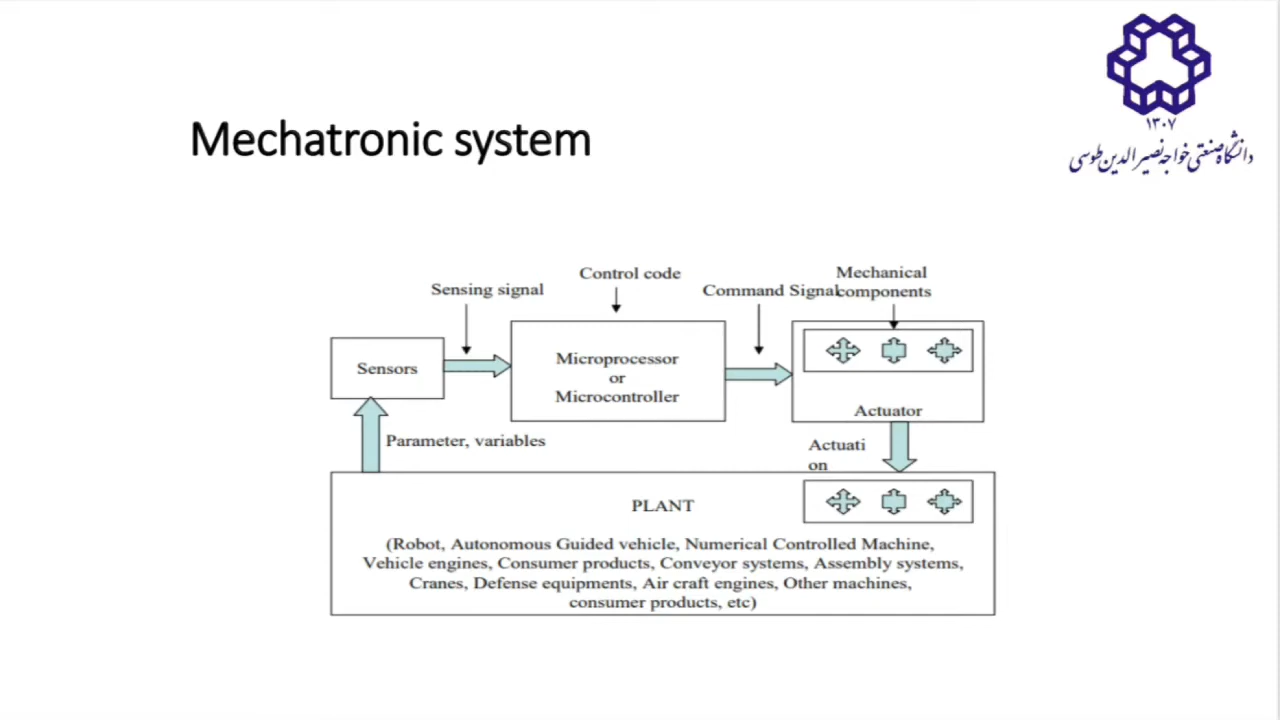 ۱۳۰۷
دانشگاه صنعتی خواجه نصیرالدین طوسی
Mechatronic system
Mechanical
components
Control code
Sensing signal
Command Signal
Sensors
Microprocessor
or
Microcontroller
Actuator
Parameter, variables
Actuati
on
PLANT
(Robot, Autonomous Guided vehicle, Numerical Controlled Machine,
Vehicle engines, Consumer products, Conveyor systems, Assembly systems,
Cranes, Defense equipments, Air craft engines, Other machines,
consumer products, etc)